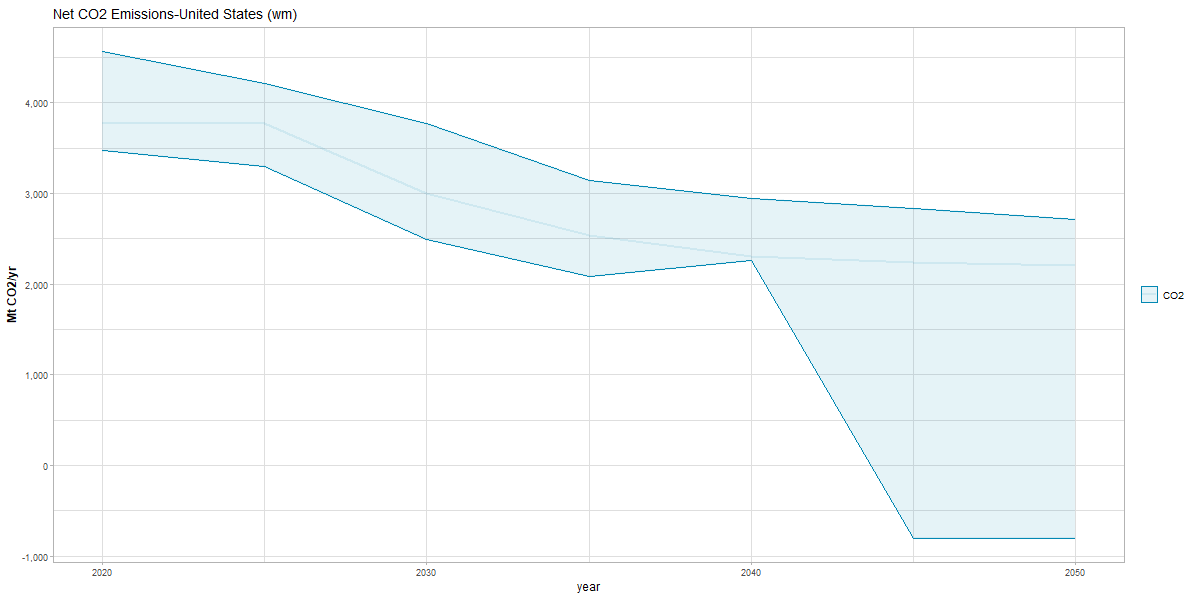 Net CO2 Emissions-United States (wm)
Mt CO2/yr
4,000
3,000
2,000
1,000
0
-1,000
2020
2030
2040
2050
year
CO2